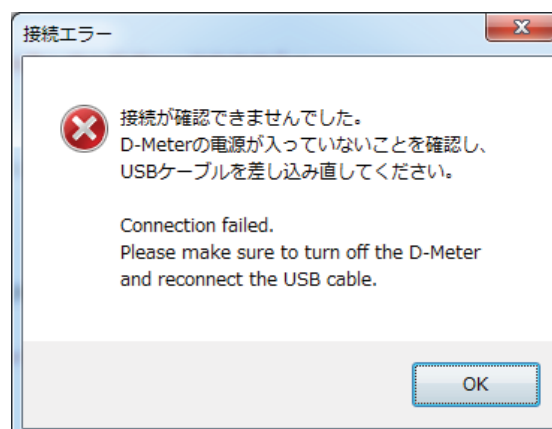 接続エラー
接続が確認できませんでした。
D-Meterの電源が入っていないことを確認し、
USBケーブルを差し込み直してください。
Connection failed.
Please make sure to turn off the D-Meter
and reconnect the USB cable.
OK